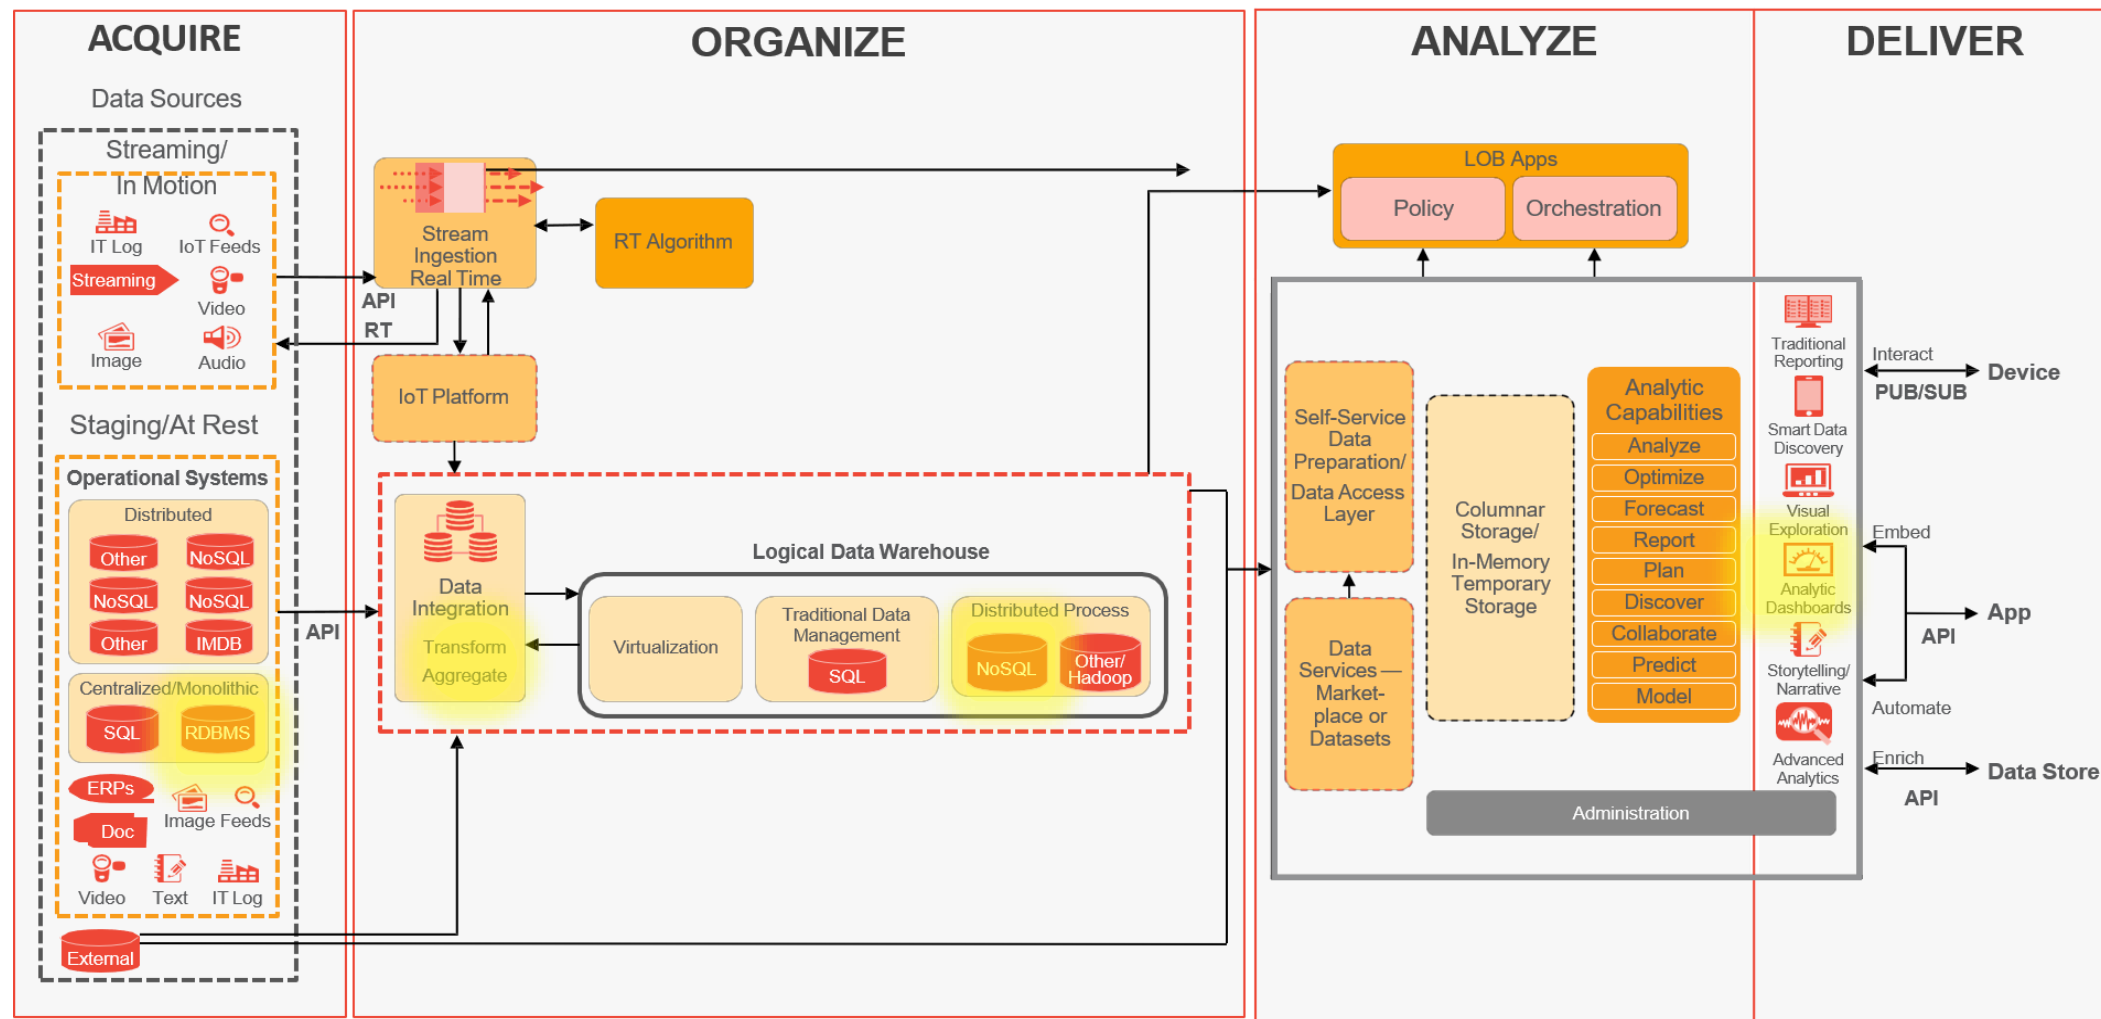 ACQUIRE
Data Sources
Streaming/
In Motion
IT Log
IoT Feeds
Streaming
Video
Image
Audio
Staging/At Rest
Operational Systems
Distributed
Other
NoSQL
NoSQL
NoSQL
Other
IMDB
Centralized/Monolithic
SQL
RDBMS
ERPs
Doc
Image Feeds
Video
Text
IT Log
External
ORGANIZE
Stream
Ingestion
Real Time
RT Algorithm
API
RT
IoT Platform
API
Data
Integration
Transform
Aggregate
Logical Data Warehouse
Virtualization
Traditional Data
Management
SQL
Distributed Process
NoSQL
Other/
Hadoop
ANALYZE
LOB Apps
Policy
Orchestration
Self-Service
Data
Preparation/
Data Access
Layer
Data
Services —
Market-
place or
Datasets
Columnar
Storage/
In-Memory
Temporary
Storage
Analytic
Capabilities
Analyze
Optimize
Forecast
Report
Plan
Discover
Collaborate
Predict
Model
Administration
DELIVER
Traditional
Reporting
Smart Data
Discovery
Visual
Exploration
Analytic
Dashboards
Storytelling/
Narrative
Advanced
Analytics
Interact
PUB/SUB
Device
Embed
API
App
Automate
Enrich
API
Data Store